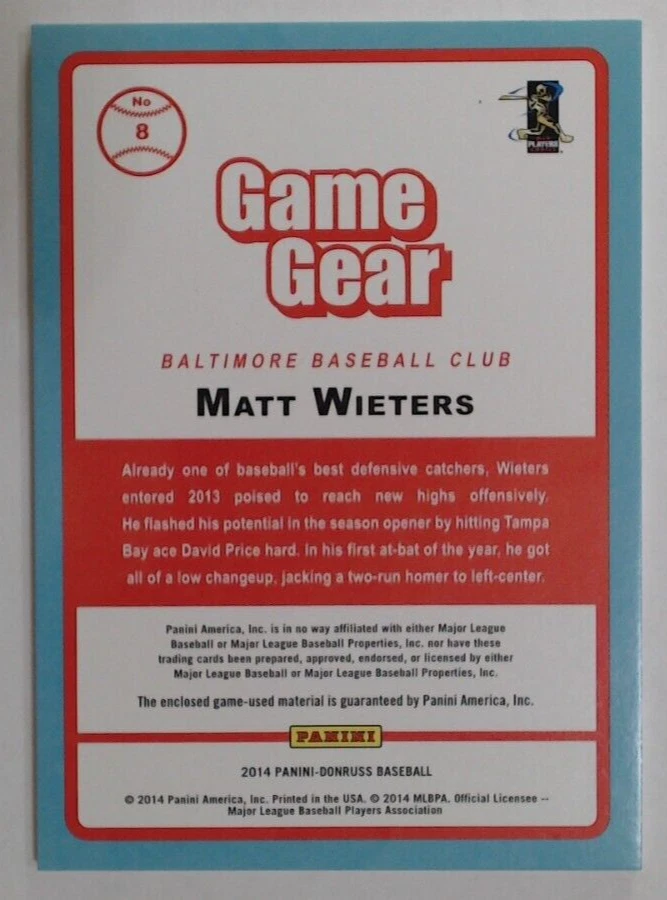 No
8
PLAYERS
CHOICE
Game
Gear
BALTIMORE BASEBALL CLUB
MATT WIETERS
Already one of baseball's best defensive catchers, Wieters
entered 2013 poised to reach new highs offensively.
He flashed his potential in the season opener by hitting Tampa
Bay ace David Price hard. In his first at-bat of the year, he got
all of a low changeup, jacking a two-run homer to left-center.
Panini America, Inc. is in no way affiliated with either Major League
Baseball or Major League Baseball Properties, Inc. nor have these
trading cards been prepared, approved, endorsed, or licensed by either
Major League Baseball or Major League Baseball Properties, Inc.
The enclosed game-used material is guaranteed by Panini America, Inc.
PANINI
2014 PANINI-DONRUSS BASEBALL
© 2014 Panini America, Inc. Printed in the USA. © 2014 MLBPA. Official Licensee --
Major League Baseball Players Association